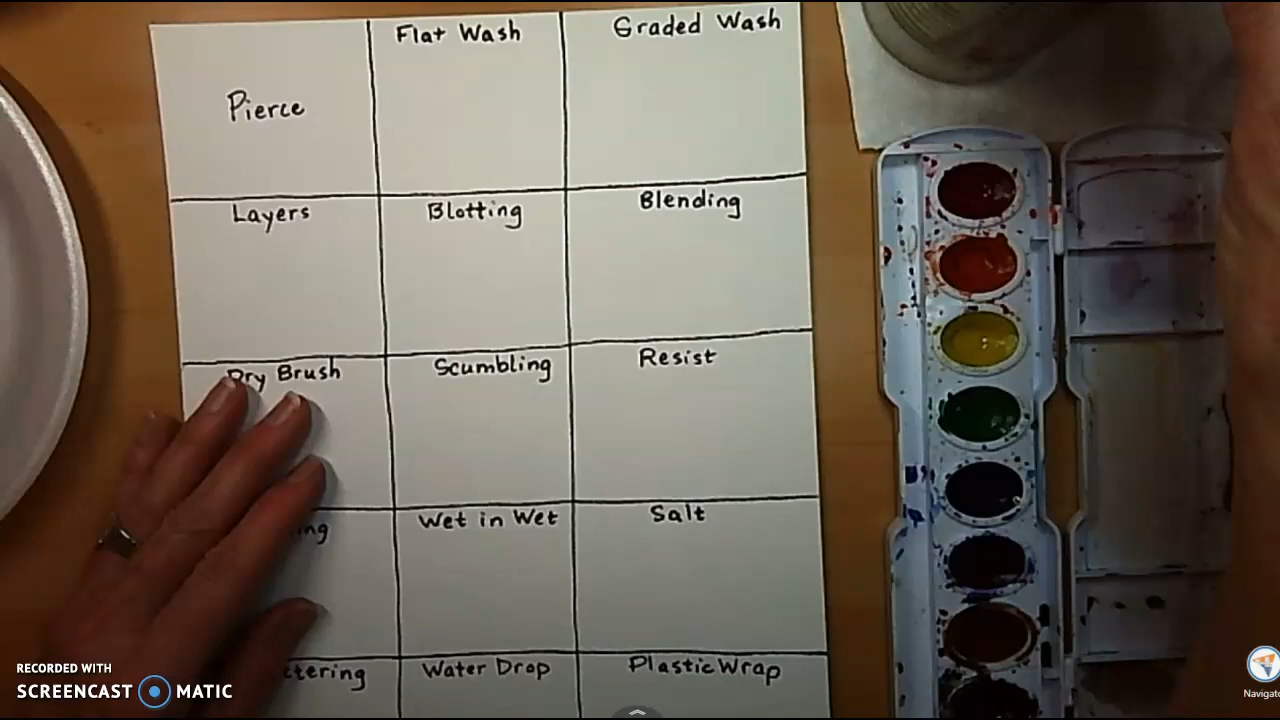 Flat Wash
Graded Wash
Pierce
Layers
Blotting
Blending
Dry Brush
Scumbling
Resist
Wet in Wet
Salt
Water Drop
Plastic Wrap
RECORDED WITH
SCREENCAST MATIC